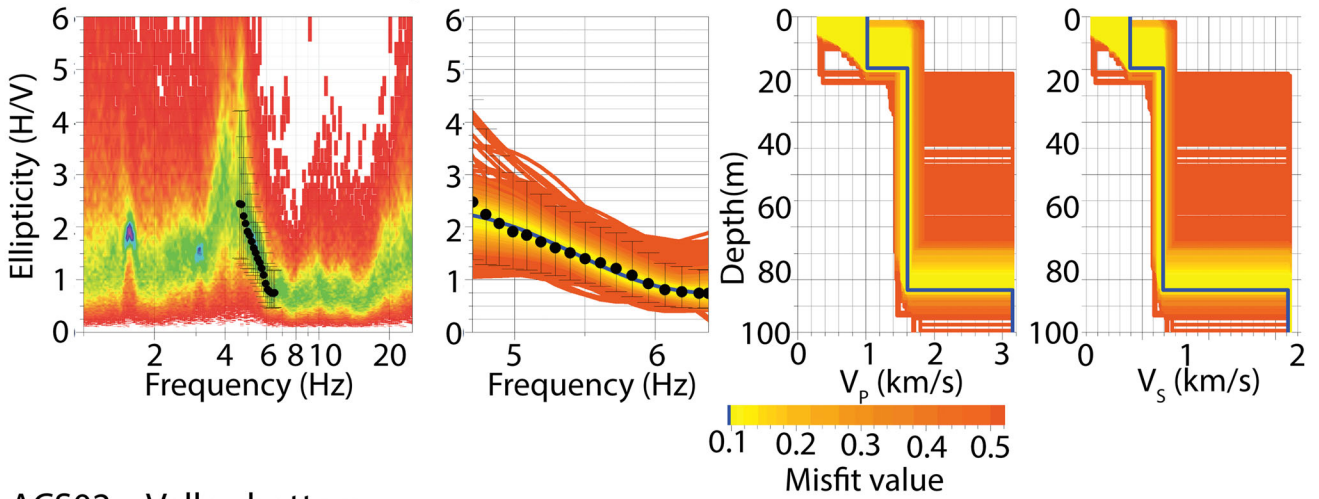 6
5
4
3
2
1
0
Ellipticity (H/V)
2 4 6 8 10 20
Frequency (Hz)
6
5
4
3
2
1
0
5 6
Frequency (Hz)
0
20
40
60
80
100
Depth(m)
0 1 2 3
VP (km/s)
0
20
40
60
80
100
0 1 2
VS (km/s)
0.1 0.2 0.3 0.4 0.5
Misfit value